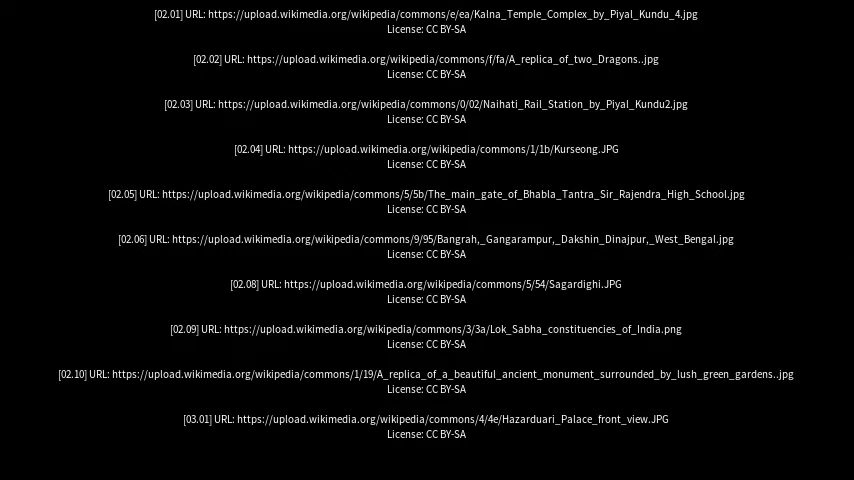 [02.01] URL: https://upload.wikimedia.org/wikipedia/commons/e/ea/Kalna_Temple_Complex_by_Piyal_Kundu_4.jpg
License: CC BY-SA
[02.02] URL: https://upload.wikimedia.org/wikipedia/commons/f/fa/A_replica_of_two_Dragons..jpg
License: CC BY-SA
[02.03] URL: https://upload.wikimedia.org/wikipedia/commons/0/02/Naihati_Rail_Station_by_Piyal_Kundu2.jpg
License: CC BY-SA
[02.04] URL: https://upload.wikimedia.org/wikipedia/commons/1/1b/Kurseong.JPG
License: CC BY-SA
[02.05] URL: https://upload.wikimedia.org/wikipedia/commons/5/5b/The_main_gate_of_Bhabla_Tantra_Sir_Rajendra_High_School.jpg
License: CC BY-SA
[02.06] URL: https://upload.wikimedia.org/wikipedia/commons/9/95/Bangrah,_Gangarampur,_Dakshin_Dinajpur,_West_Bengal.jpg
License: CC BY-SA
[02.08] URL: https://upload.wikimedia.org/wikipedia/commons/5/54/Sagardighi.JPG
License: CC BY-SA
[02.09] URL: https://upload.wikimedia.org/wikipedia/commons/3/3a/Lok_Sabha_constituencies_of_India.png
License: CC BY-SA
[02.10] URL: https://upload.wikimedia.org/wikipedia/commons/1/19/A_replica_of_a_beautiful_ancient_monument_surrounded_by_lush_green_gardens..jpg
License: CC BY-SA
[03.01] URL: https://upload.wikimedia.org/wikipedia/commons/4/4e/Hazarduari_Palace_front_view.JPG
License: CC BY-SA